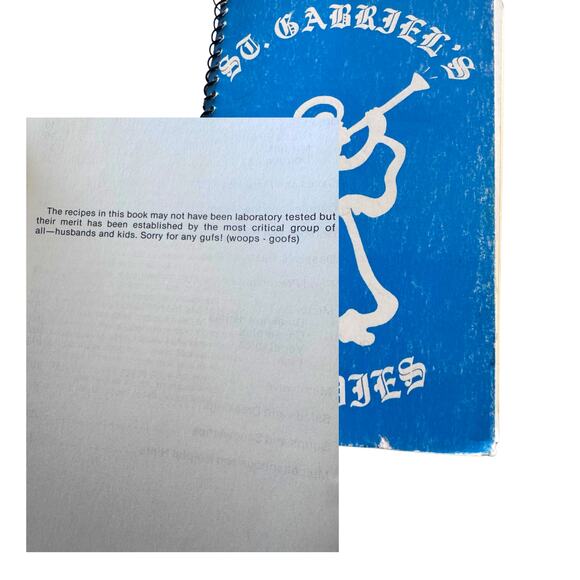 ST. GABRIEL'S
The recipes in this book may not have been laboratory tested but
their merit has been established by the most critical group of
all—husbands and kids. Sorry for any gufs! (woops - goofs)